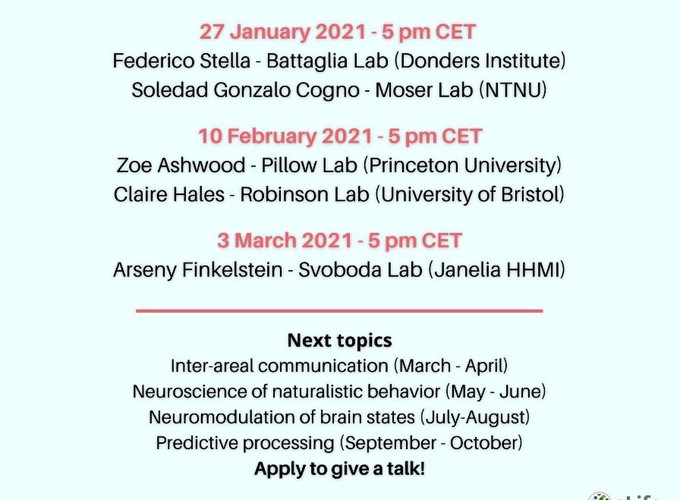 27 January 2021 - 5 pm CET
Federico Stella - Battaglia Lab (Donders Institute)
Soledad Gonzalo Cogno - Moser Lab (NTNU)
10 February 2021 - 5 pm CET
Zoe Ashwood - Pillow Lab (Princeton University)
Claire Hales - Robinson Lab (University of Bristol)
3 March 2021 - 5 pm CET
Arseny Finkelstein - Svoboda Lab (Janelia HHMI)
Next topics
Inter-areal communication (March - April)
Neuroscience of naturalistic behavior (May - June)
Neuromodulation of brain states (July-August)
Predictive processing (September - October)
Apply to give a talk!